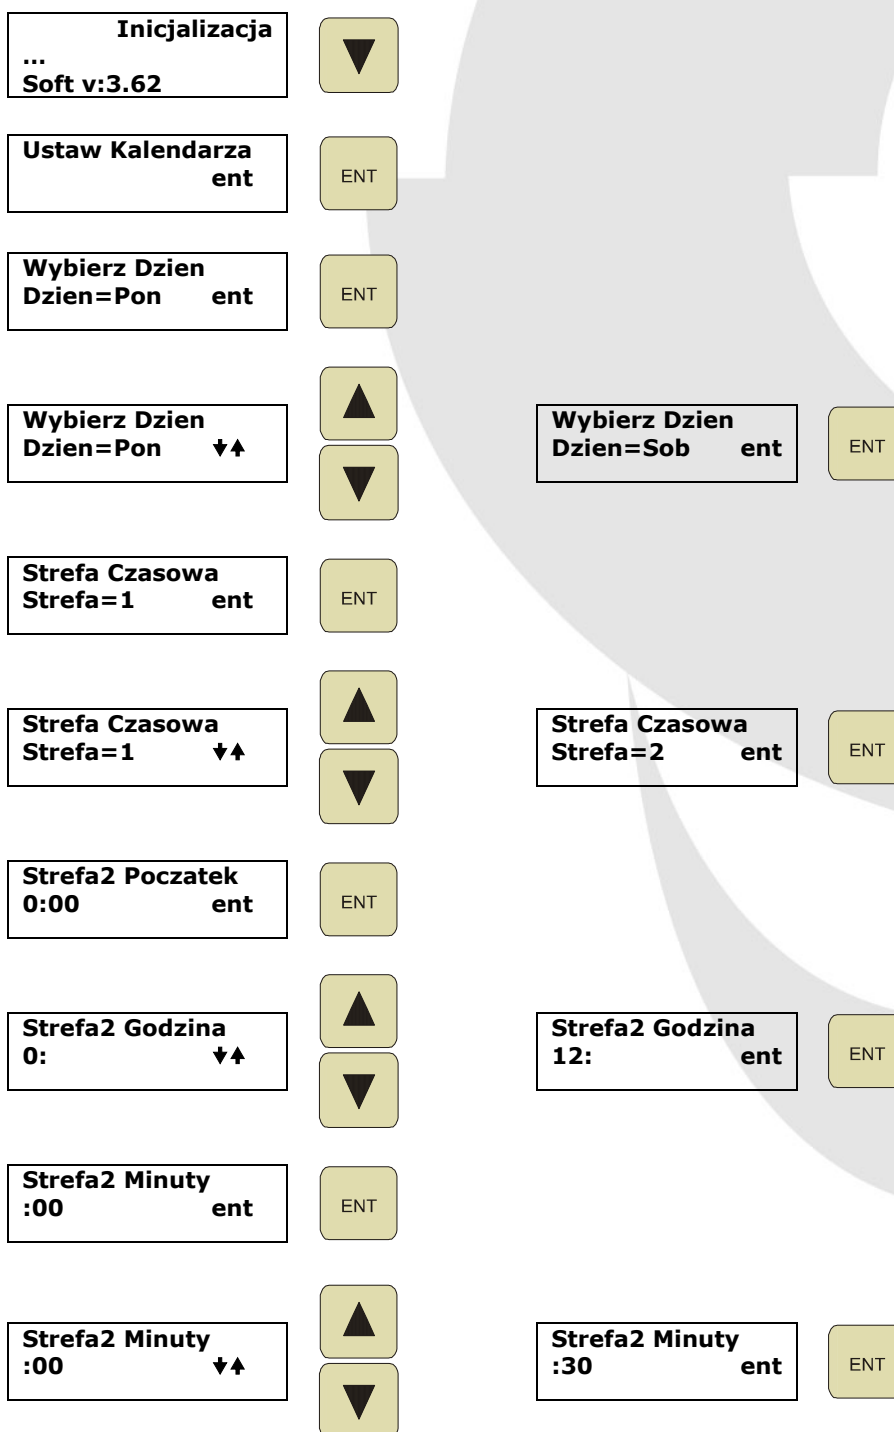 Inicjalizacja
...
Soft v:3.62
Ustaw Kalendarza
ent
ENT
Wybierz Dzien
Dzien=Pon ent
ENT
Wybierz Dzien
Dzien=Pon
Wybierz Dzien
Dzien=Sob ent
ENT
Strefa Czasowa
Strefa=1 ent
ENT
Strefa Czasowa
Strefa=1
Strefa Czasowa
Strefa=2 ent
ENT
Strefa2 Poczatek
0:00 ent
ENT
Strefa2 Godzina
0:
Strefa2 Godzina
12: ent
ENT
Strefa2 Minuty
:00 ent
ENT
Strefa2 Minuty
:00
Strefa2 Minuty
:30 ent
ENT